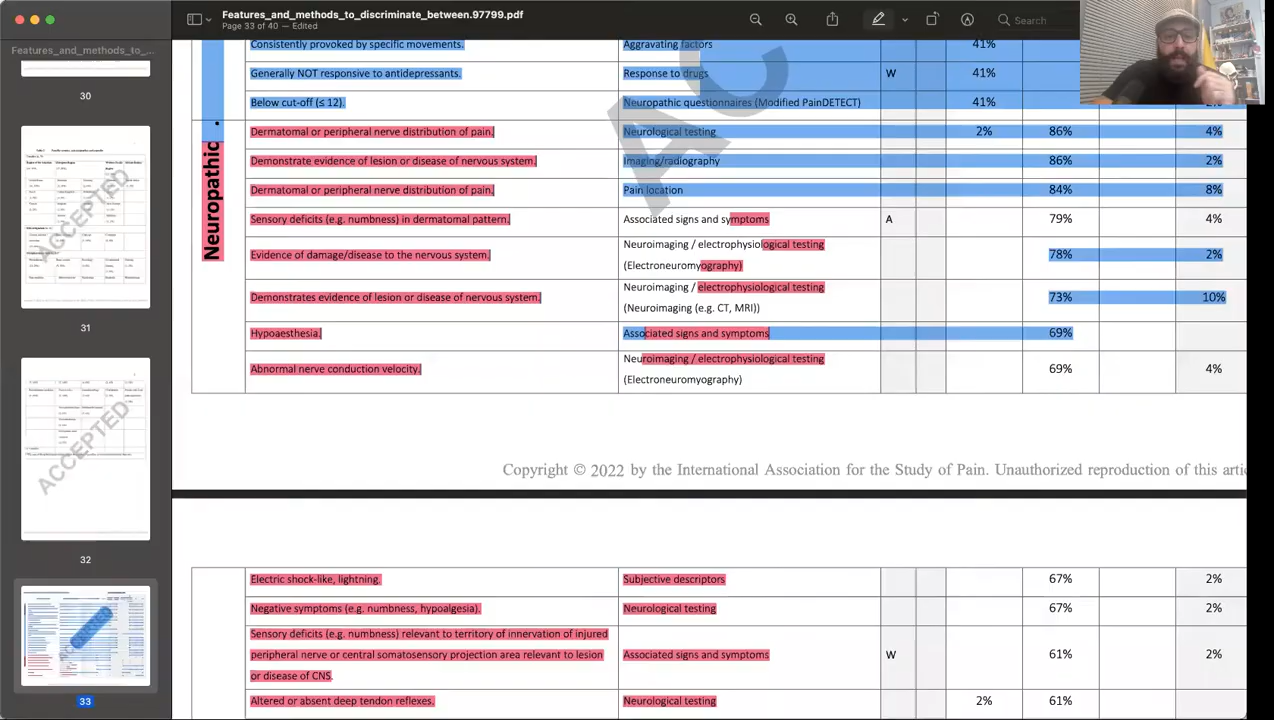 Features_and_methods_to_discriminate_between.97799.pdf
Page 33 of 40 — Edited
Search
Features_and_methods_to_...
30
31
32
33
ACCEPTED
ACCEPTED
AC
Consistently provoked by specific movements. Aggravating factors 41%
Generally NOT responsive to antidepressants. Response to drugs W 41%
Below cut-off (≤ 12). Neuropathic questionnaires (Modified PainDETECT) 41%
Neuropathic.
Dermatomal or peripheral nerve distribution of pain. Neurological testing 2% 86% 4%
Demonstrate evidence of lesion or disease of nervous system. Imaging/radiography 86% 2%
Dermatomal or peripheral nerve distribution of pain. Pain location 84% 8%
Sensory deficits (e.g. numbness) in dermatomal pattern. Associated signs and symptoms A 79% 4%
Evidence of damage/disease to the nervous system. Neuroimaging / electrophysiological testing 78% 2%
(Electroneuromyography)
Demonstrates evidence of lesion or disease of nervous system. Neuroimaging / electrophysiological testing 73% 10%
(Neuroimaging (e.g. CT, MRI))
Hypoaesthesia. Associated signs and symptoms 69%
Abnormal nerve conduction velocity. Neuroimaging / electrophysiological testing 69% 4%
(Electroneuromyography)
Copyright © 2022 by the International Association for the Study of Pain. Unauthorized reproduction of this artic
Electric shock-like, lightning. Subjective descriptors 67% 2%
Negative symptoms (e.g. numbness, hypoalgesia). Neurological testing 67% 2%
Sensory deficits (e.g. numbness) relevant to territory of innervation of injured
peripheral nerve or central somatosensory projection area relevant to lesion Associated signs and symptoms W 61% 2%
or disease of CNS.
Altered or absent deep tendon reflexes. Neurological testing 2% 61%